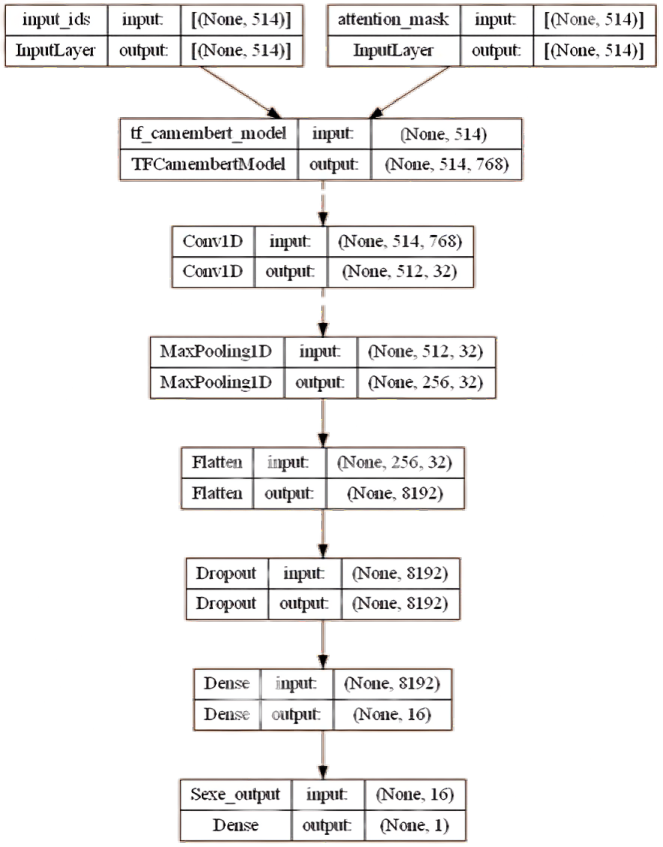 input_ids input: [(None, 514)]
InputLayer output: [(None, 514)]
attention_mask input: [(None, 514)]
InputLayer output: [(None, 514)]
tf_camembert_model input: (None, 514)
TFCamembertModel output: (None, 514, 768)
Conv1D input: (None, 514, 768)
Conv1D output: (None, 512, 32)
MaxPooling1D input: (None, 512, 32)
MaxPooling1D output: (None, 256, 32)
Flatten input: (None, 256, 32)
Flatten output: (None, 8192)
Dropout input: (None, 8192)
Dropout output: (None, 8192)
Dense input: (None, 8192)
Dense output: (None, 16)
Sexe_output input: (None, 16)
Dense output: (None, 1)